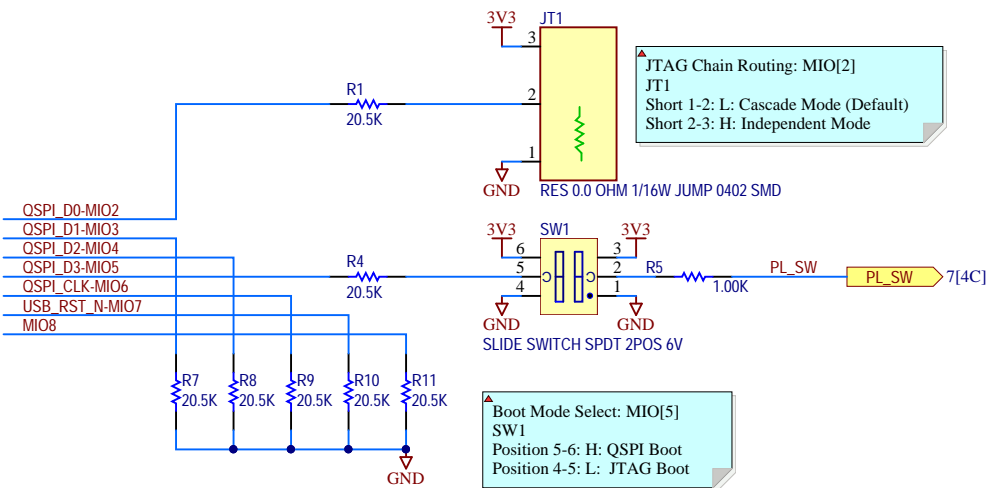 3V3
JT1
3
2
1
GND
RES 0.0 OHM 1/16W JUMP 0402 SMD
JTAG Chain Routing: MIO[2]
JT1
Short 1-2: L: Cascade Mode (Default)
Short 2-3: H: Independent Mode
R1
20.5K
QSPI_D0-MIO2
QSPI_D1-MIO3
QSPI_D2-MIO4
QSPI_D3-MIO5
QSPI_CLK-MIO6
USB_RST_N-MIO7
MIO8
R4
20.5K
3V3
SW1
3V3
6
5
4
C
C
3
2
1
GND
GND
SLIDE SWITCH SPDT 2POS 6V
R5
1.00K
PL_SW
PL_SW
7[4C]
R7
20.5K
R8
20.5K
R9
20.5K
R10
20.5K
R11
20.5K
GND
Boot Mode Select: MIO[5]
SW1
Position 5-6: H: QSPI Boot
Position 4-5: L: JTAG Boot